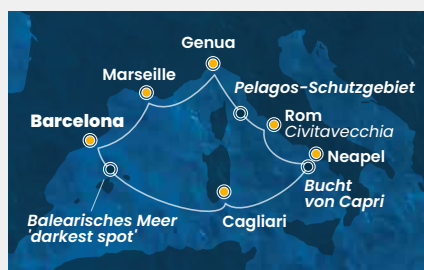 Genua
Marseille
Pelagos-Schutzgebiet
Barcelona
Rom
Civitavecchia
Neapel
Bucht
von Capri
Balearisches Meer
'darkest spot'
Cagliari